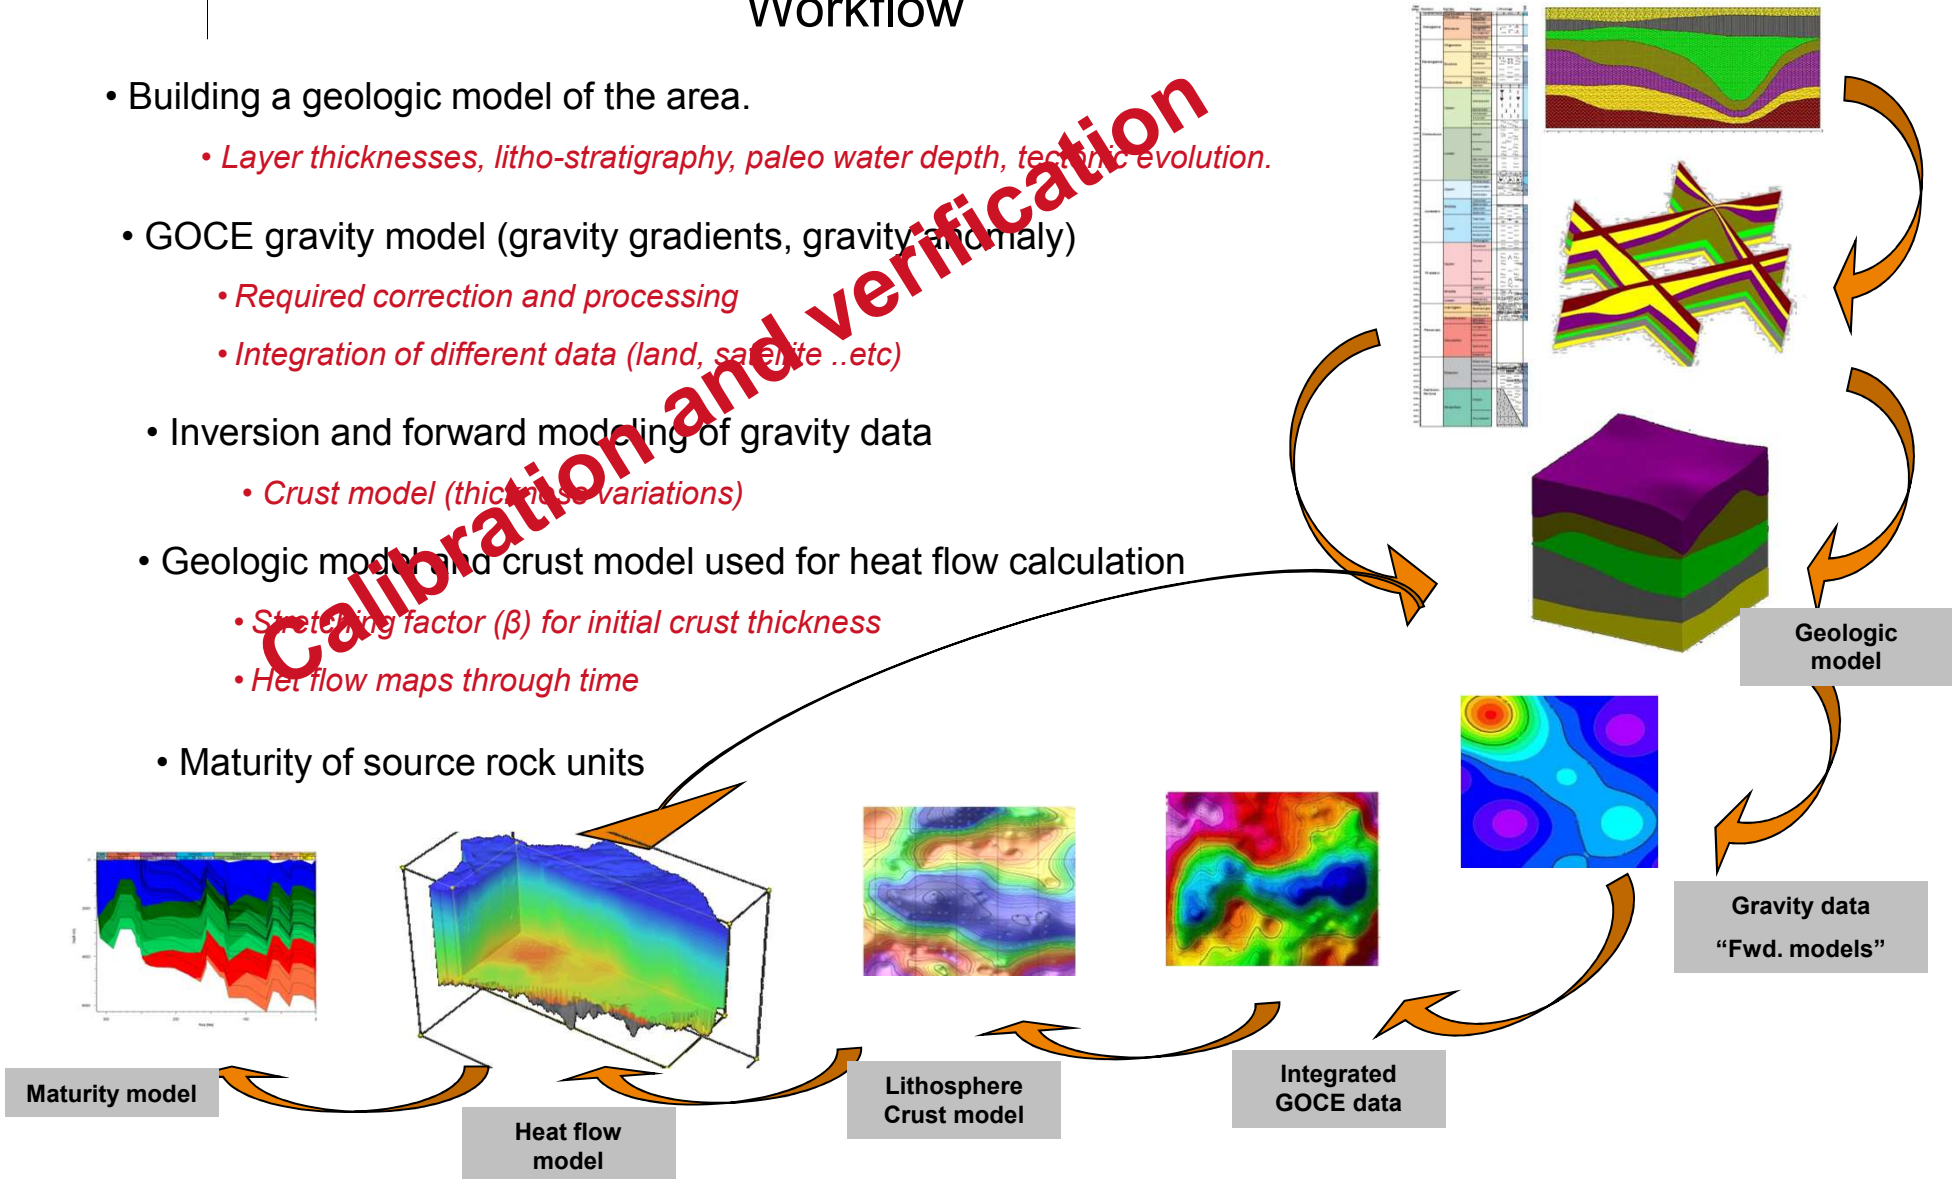 Workflow
• Building a geologic model of the area.
• Layer thicknesses, litho-stratigraphy, paleo water depth, tectonic evolution.
• GOCE gravity model (gravity gradients, gravity anomaly)
• Required correction and processing
• Integration of different data (land, satellite ..etc)
• Inversion and forward modeling of gravity data
• Crust model (thickness variations)
• Geologic model and crust model used for heat flow calculation
• Stretching factor (β) for initial crust thickness
• Het flow maps through time
• Maturity of source rock units
Calibration and verification
Geologic
model
Gravity data
“Fwd. models”
Integrated
GOCE data
Lithosphere
Crust model
Heat flow
model
Maturity model